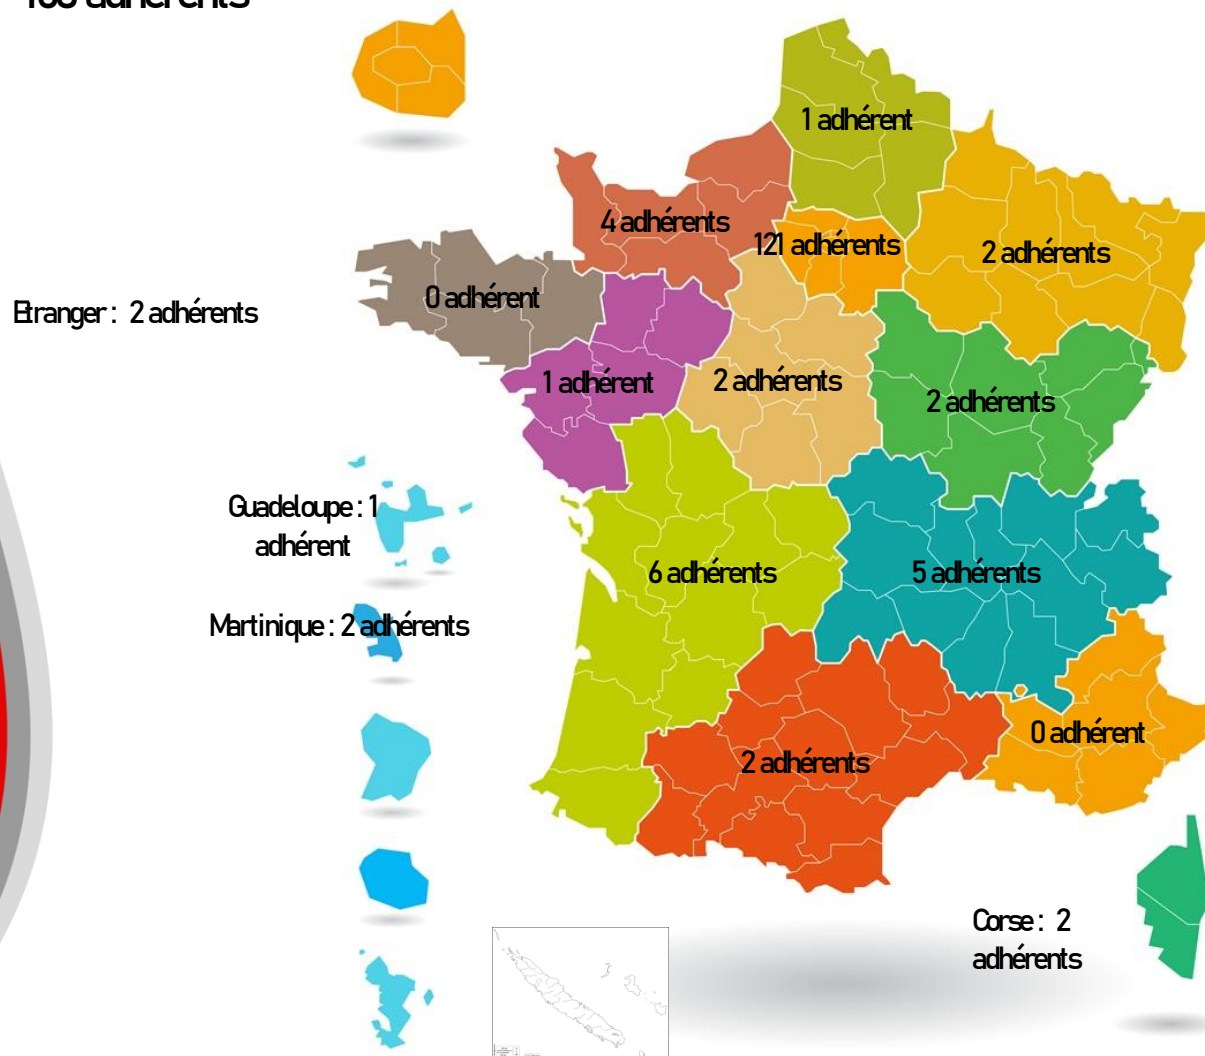 adhérents
1 adhérent
4 adhérents
121 adhérents
2 adhérents
0 adhérent
Etranger : 2 adhérents
1 adhérent
2 adhérents
2 adhérents
Guadeloupe : 1
adhérent
6 adhérents
5 adhérents
Martinique : 2 adhérents
0 adhérent
2 adhérents
Corse : 2
adhérents